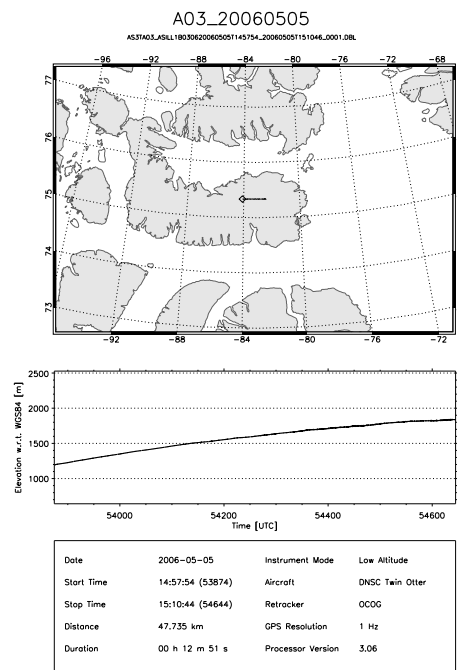 A03_20060505
AS3TA03_ASILL1B030620060505T145754_20060505T151046_0001.DBL
-96 -92 -88 -84 -80 -76 -72 -68
77
76
75
74
73
-92 -88 -84 -80 -76 -72
Elevation w.r.t. WGS84 [m]
2500
2000
1500
1000
54000 54200 54400 54600
Time [UTC]
Date 2006-05-05 Instrument Mode Low Altitude
Start Time 14:57:54 (53874) Aircraft DNSC Twin Otter
Stop Time 15:10:44 (54644) Retracker OCOG
Distance 47.735 km GPS Resolution 1 Hz
Duration 00 h 12 m 51 s Processor Version 3.06